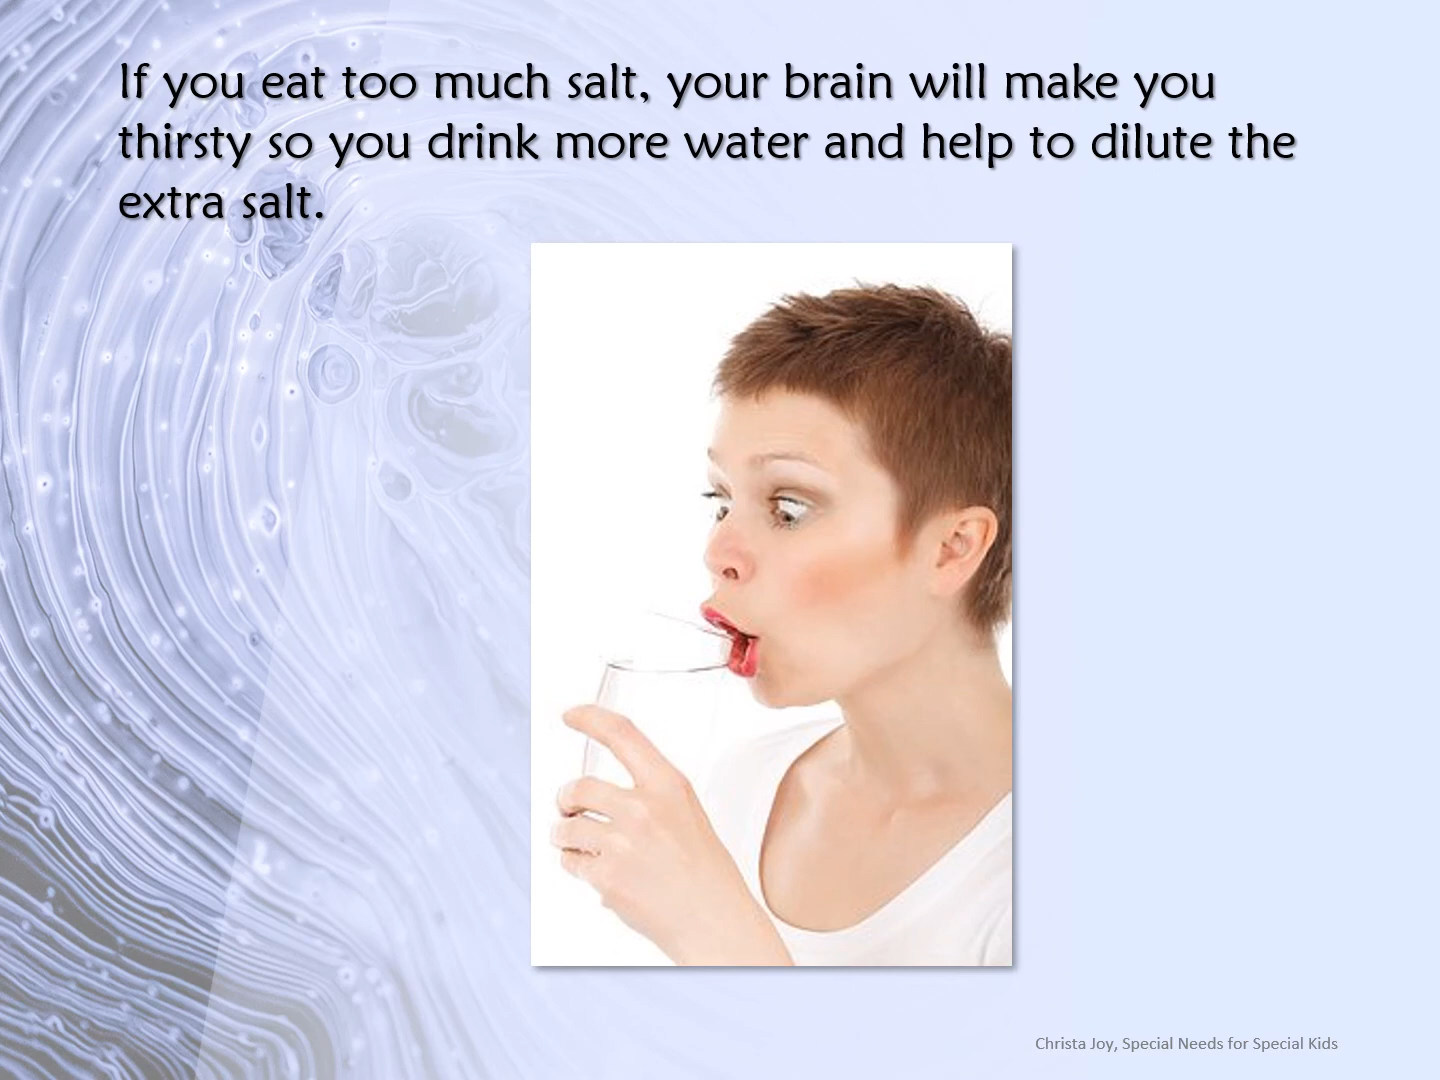 If you eat too much salt, your brain will make you
thirsty so you drink more water and help to dilute the
extra salt.
Christa Joy, Special Needs for Special Kids